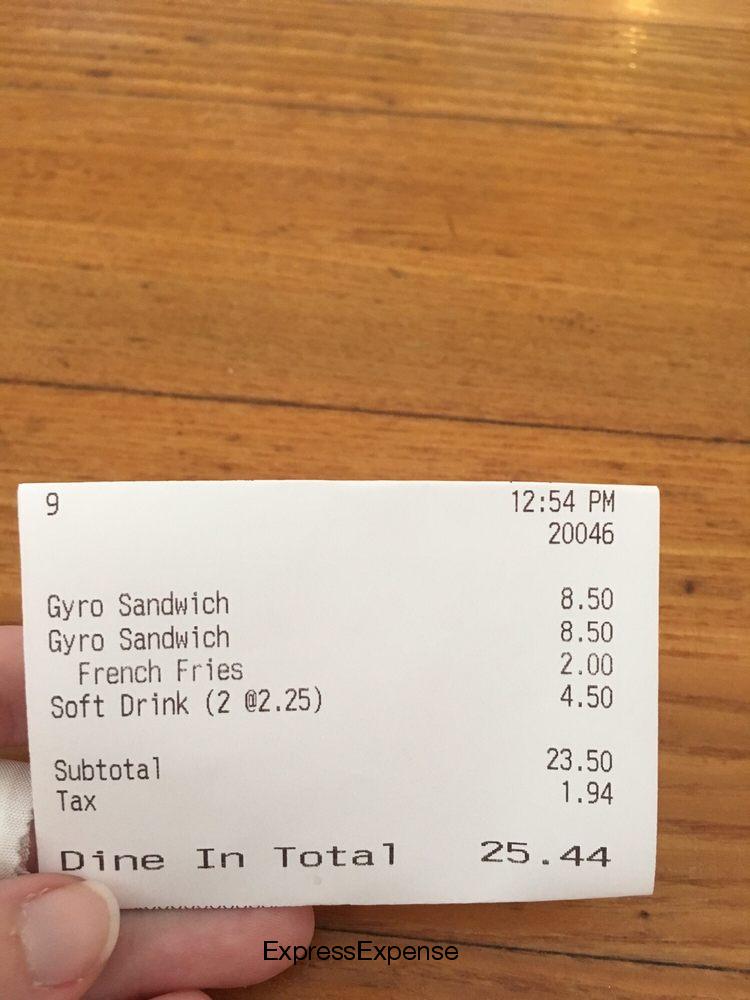 9 12:54 PM
20046
Gyro Sandwich 8.50
Gyro Sandwich 8.50
French Fries 2.00
Soft Drink (2 @2.25) 4.50
Subtotal 23.50
Tax 1.94
Dine In Total 25.44
ExpressExpense